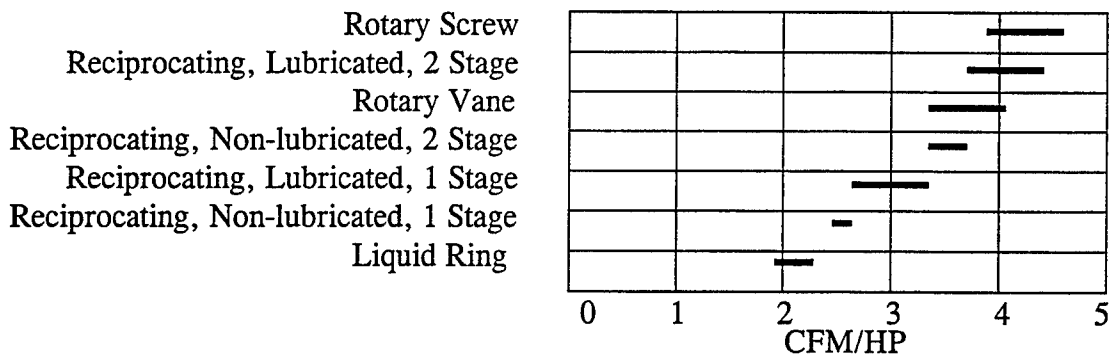 Rotary Screw
Reciprocating, Lubricated, 2 Stage
Rotary Vane
Reciprocating, Non-lubricated, 2 Stage
Reciprocating, Lubricated, 1 Stage
Reciprocating, Non-lubricated, 1 Stage
Liquid Ring
0 1 2 3 4 5
CFM/HP